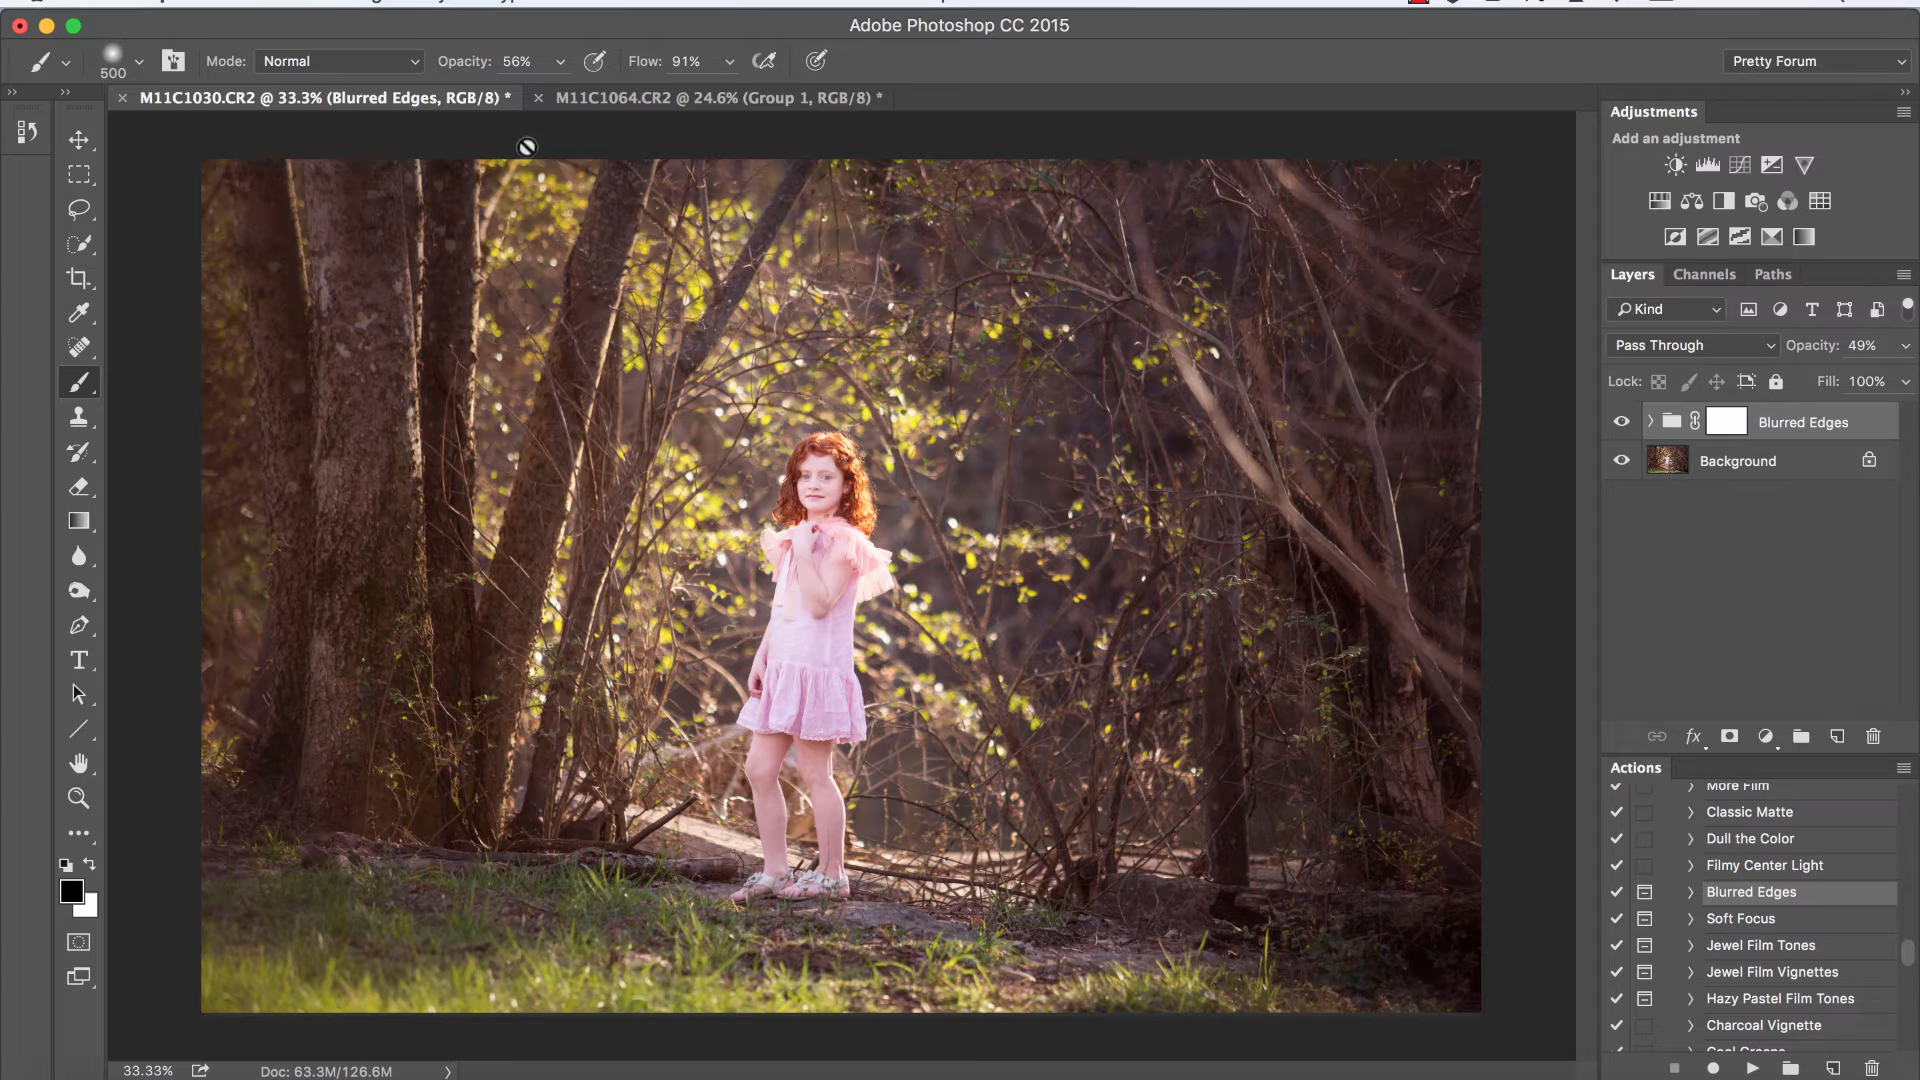 Adobe Photoshop CC 2015
500
Mode: Normal
Opacity: 56%
Flow: 91%
Pretty Forum
M11C1030.CR2 @ 33.3% (Blurred Edges, RGB/8) *
M11C1064.CR2 @ 24.6% (Group 1, RGB/8) *
Adjustments
Add an adjustment
Layers Channels Paths
Kind
Pass Through Opacity: 49%
Lock: Fill: 100%
Blurred Edges
Background
fx
Actions
More Film
Classic Matte
Dull the Color
Filmy Center Light
Blurred Edges
Soft Focus
Jewel Film Tones
Jewel Film Vignettes
Hazy Pastel Film Tones
Charcoal Vignette
33.33% Doc: 63.3M/126.6M